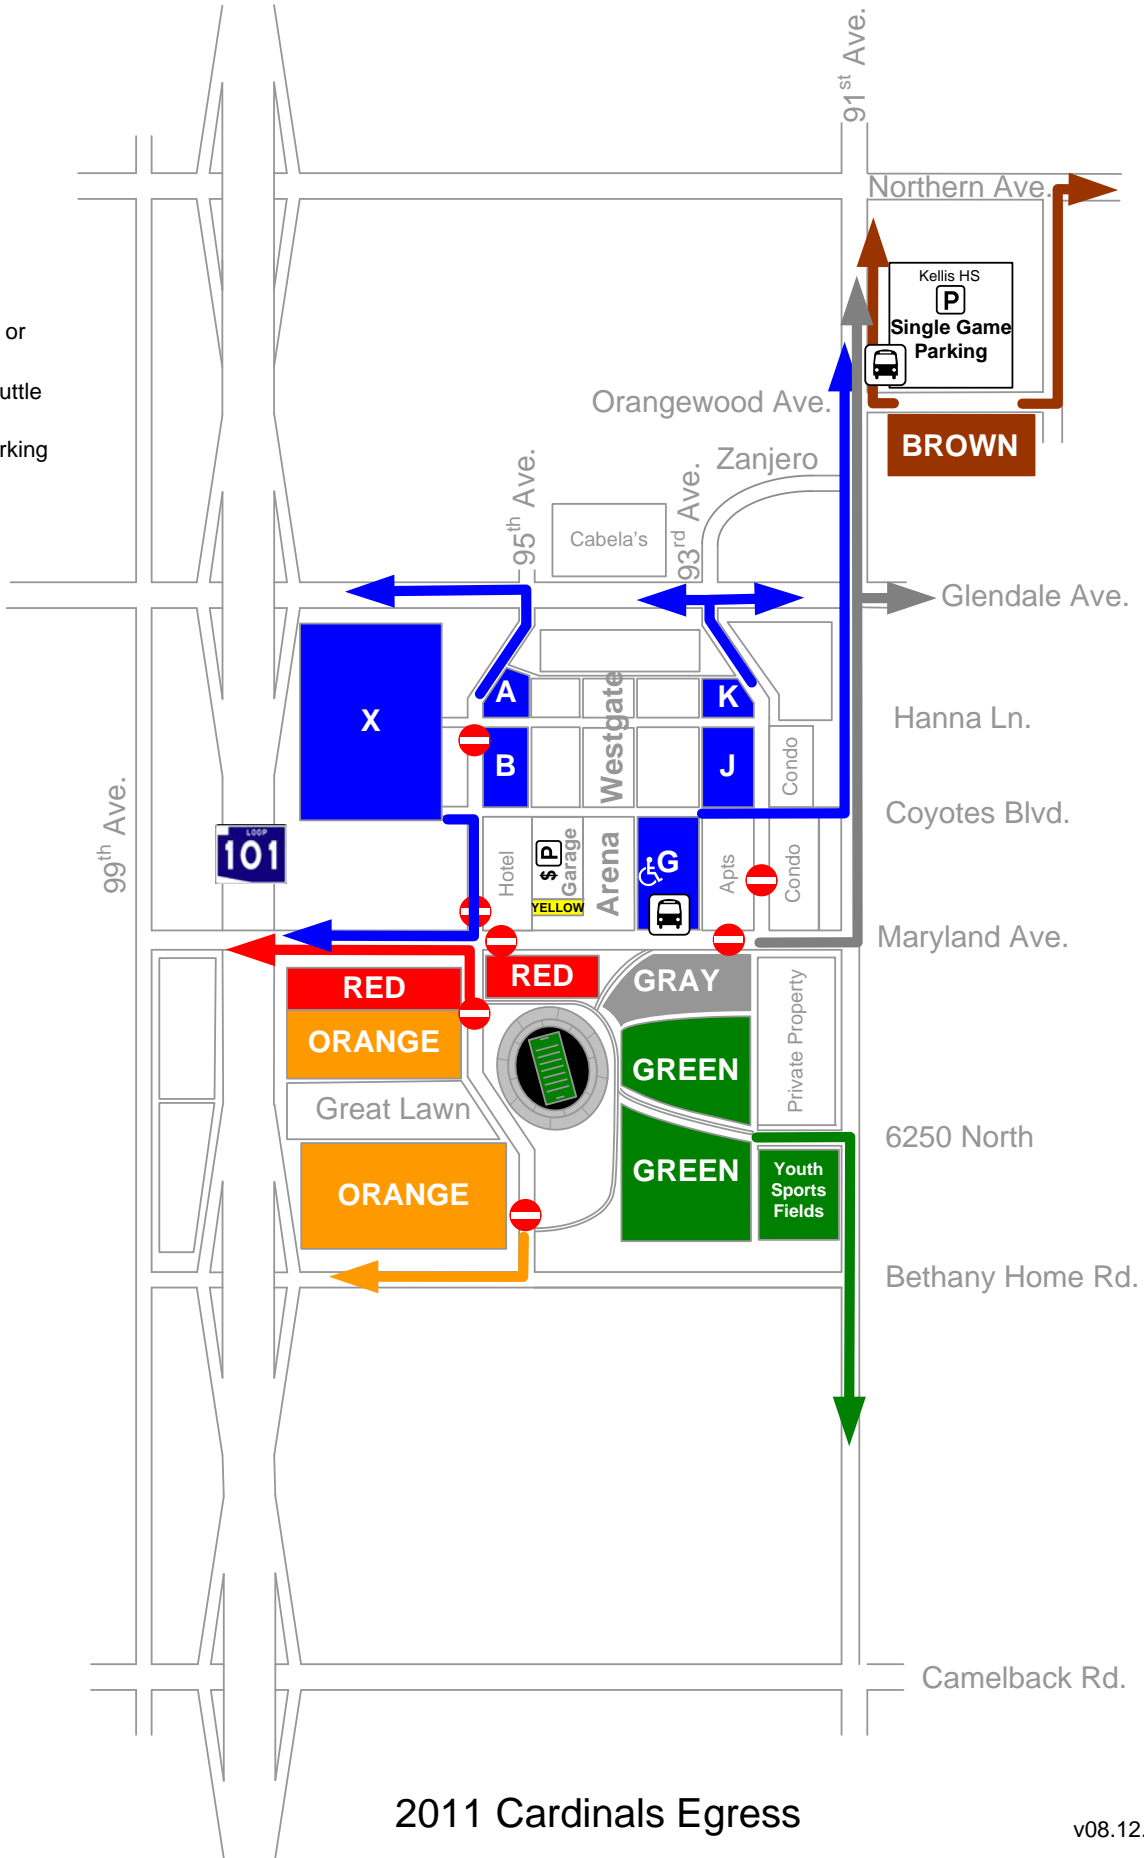 91st Ave.
Northern Ave.
Kellis HS
P
Single Game
Parking
or
uttle
rking
Orangewood Ave.
BROWN
Zanjero
95th Ave.
93rd Ave.
Cabela's
Glendale Ave.
A
K
X
Westgate
Hanna Ln.
B
J
Condo
99th Ave.
Coyotes Blvd.
LOOP
101
Hotel
$ P
Garage
YELLOW
Arena
G
Apts
Condo
Maryland Ave.
RED
RED
GRAY
ORANGE
GREEN
Private Property
Great Lawn
6250 North
ORANGE
GREEN
Youth
Sports
Fields
Bethany Home Rd.
Camelback Rd.
2011 Cardinals Egress
v08.12.